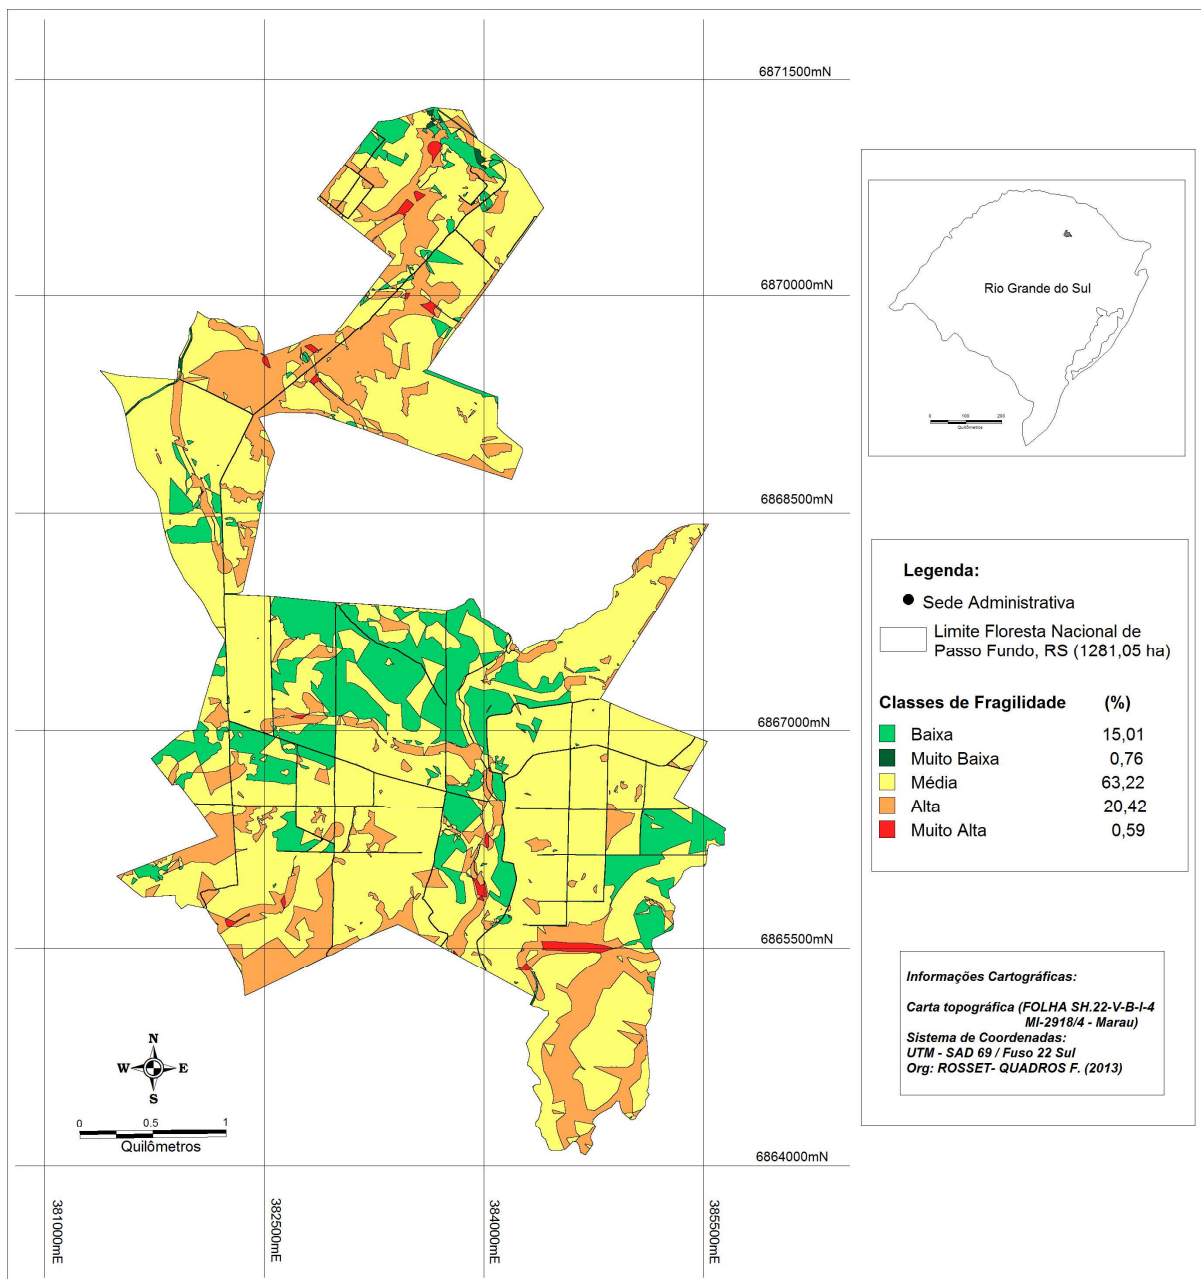 6871500mN
6870000mN
6868500mN
6867000mN
6865500mN
6864000mN
381000mE
382500mE
384000mE
385500mE
N
W E
S
0 0.5 1
Quilômetros
Rio Grande do Sul
0 100 200
Quilômetros
Legenda:
Sede Administrativa
Limite Floresta Nacional de
Passo Fundo, RS (1281,05 ha)
Classes de Fragilidade (%)
Baixa 15,01
Muito Baixa 0,76
Média 63,22
Alta 20,42
Muito Alta 0,59
Informações Cartográficas:
Carta topográfica (FOLHA SH.22-V-B-I-4
MI-2918/4 - Marau)
Sistema de Coordenadas:
UTM - SAD 69 / Fuso 22 Sul
Org: ROSSET- QUADROS F. (2013)